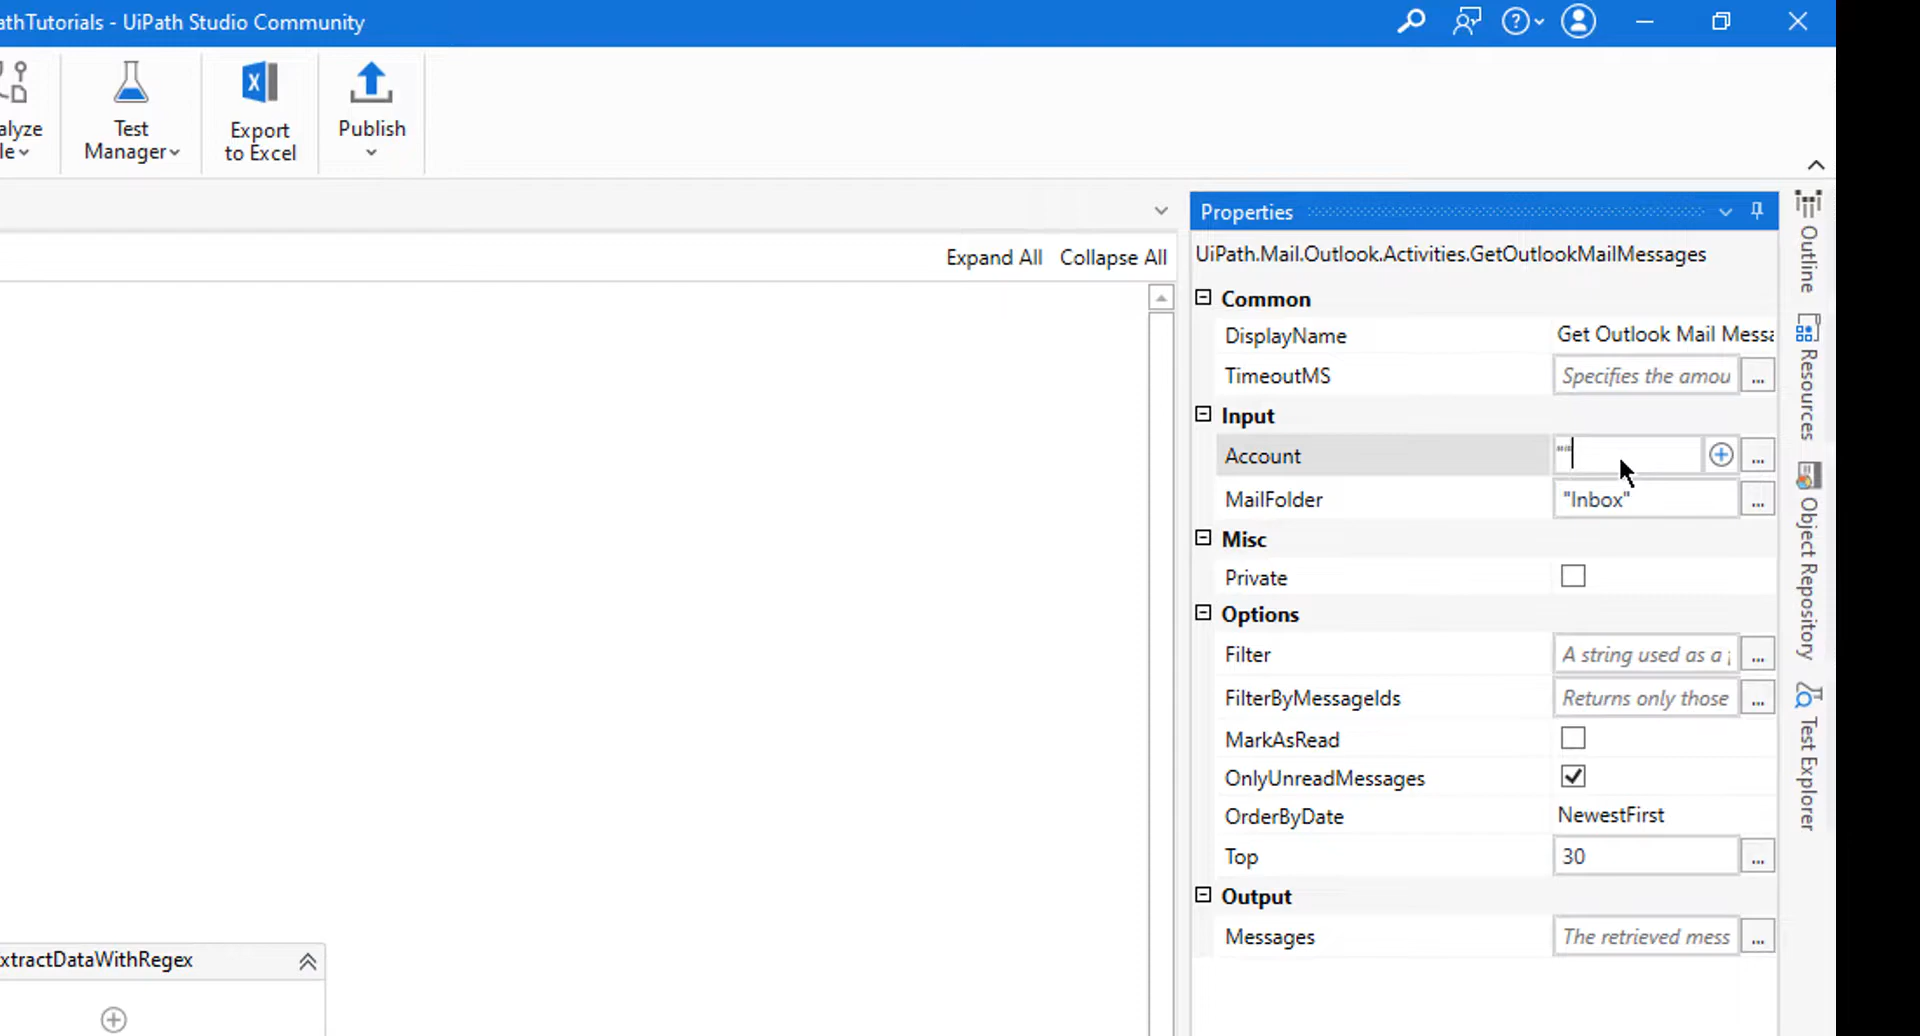 athTutorials - UiPath Studio Community
alyze
le
Test
Manager
Export
to Excel
Publish
Expand All Collapse All
Properties
UiPath.Mail.Outlook.Activities.GetOutlookMailMessages
Common
DisplayName Get Outlook Mail Messa
TimeoutMS Specifies the amou ...
Input
Account "" ...
MailFolder "Inbox" ...
Misc
Private
Options
Filter A string used as a f ...
FilterByMessageIds Returns only those ...
MarkAsRead
OnlyUnreadMessages
OrderByDate NewestFirst
Top 30 ...
Output
Messages The retrieved mess ...
Outline
Resources
Object Repository
Test Explorer
xtractDataWithRegex